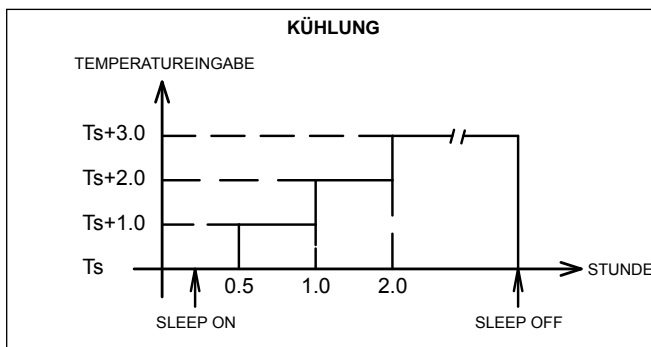 KÜHLUNG
TEMPERATUREINGABE
Ts+3.0
Ts+2.0
Ts+1.0
Ts
STUNDE
0.5 1.0 2.0
SLEEP ON SLEEP OFF